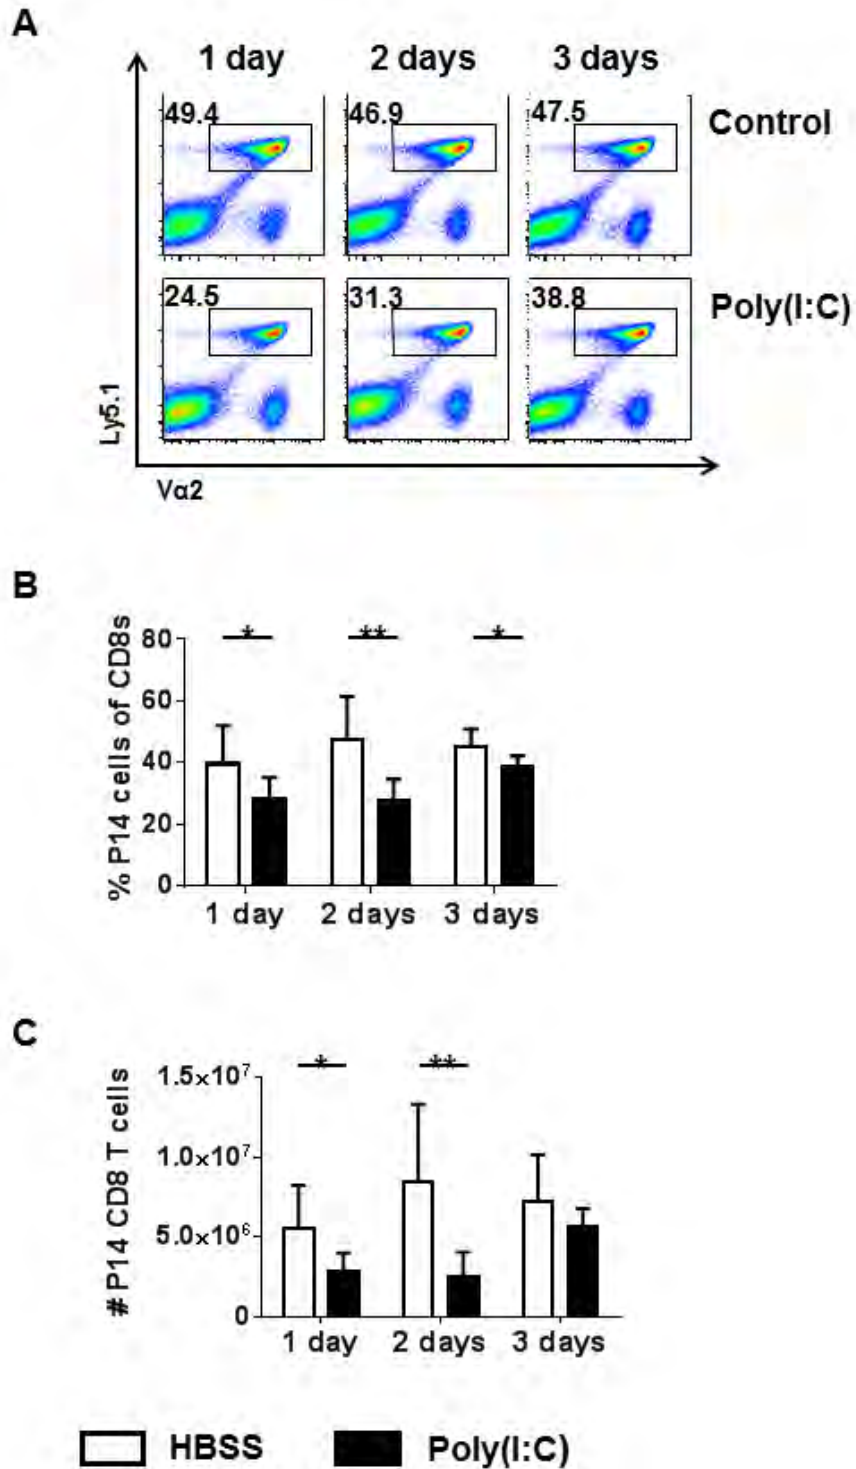 A
1 day 2 days 3 days
49.4 46.9 47.5 Control
24.5 31.3 38.8 Poly(I:C)
Ly5.1
Vα2
B
% P14 cells of CD8s
80
60
40
20
0
* ** *
1 day 2 days 3 days
C
# P14 CD8 T cells
1.5×10⁷
1.0×10⁷
5.0×10⁶
0
* **
1 day 2 days 3 days
HBSS Poly(I:C)